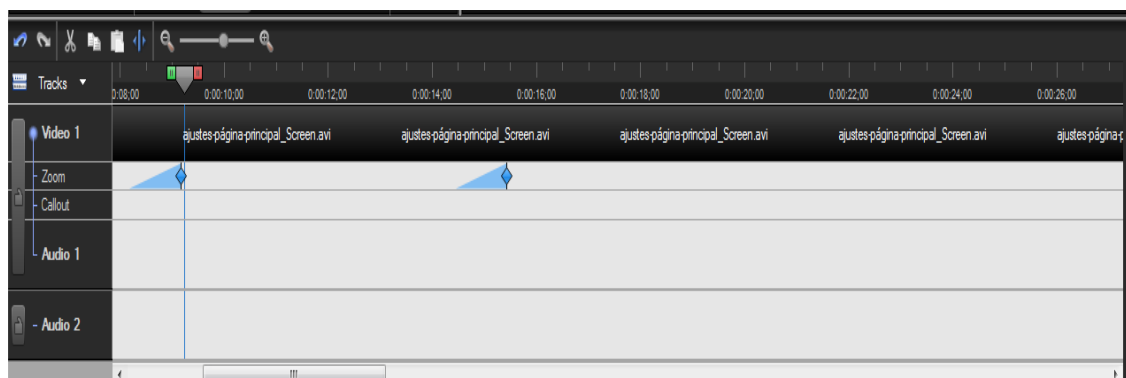 Tracks
0:08;00 0:00:10;00 0:00:12;00 0:00:14;00 0:00:16;00 0:00:18;00 0:00:20;00 0:00:22;00 0:00:24;00 0:00:26;00
Video 1 ajustes-página-principal_Screen.avi ajustes-página-principal_Screen.avi ajustes-página-principal_Screen.avi ajustes-página-principal_Screen.avi ajustes-página-p
Zoom
Callout
Audio 1
Audio 2